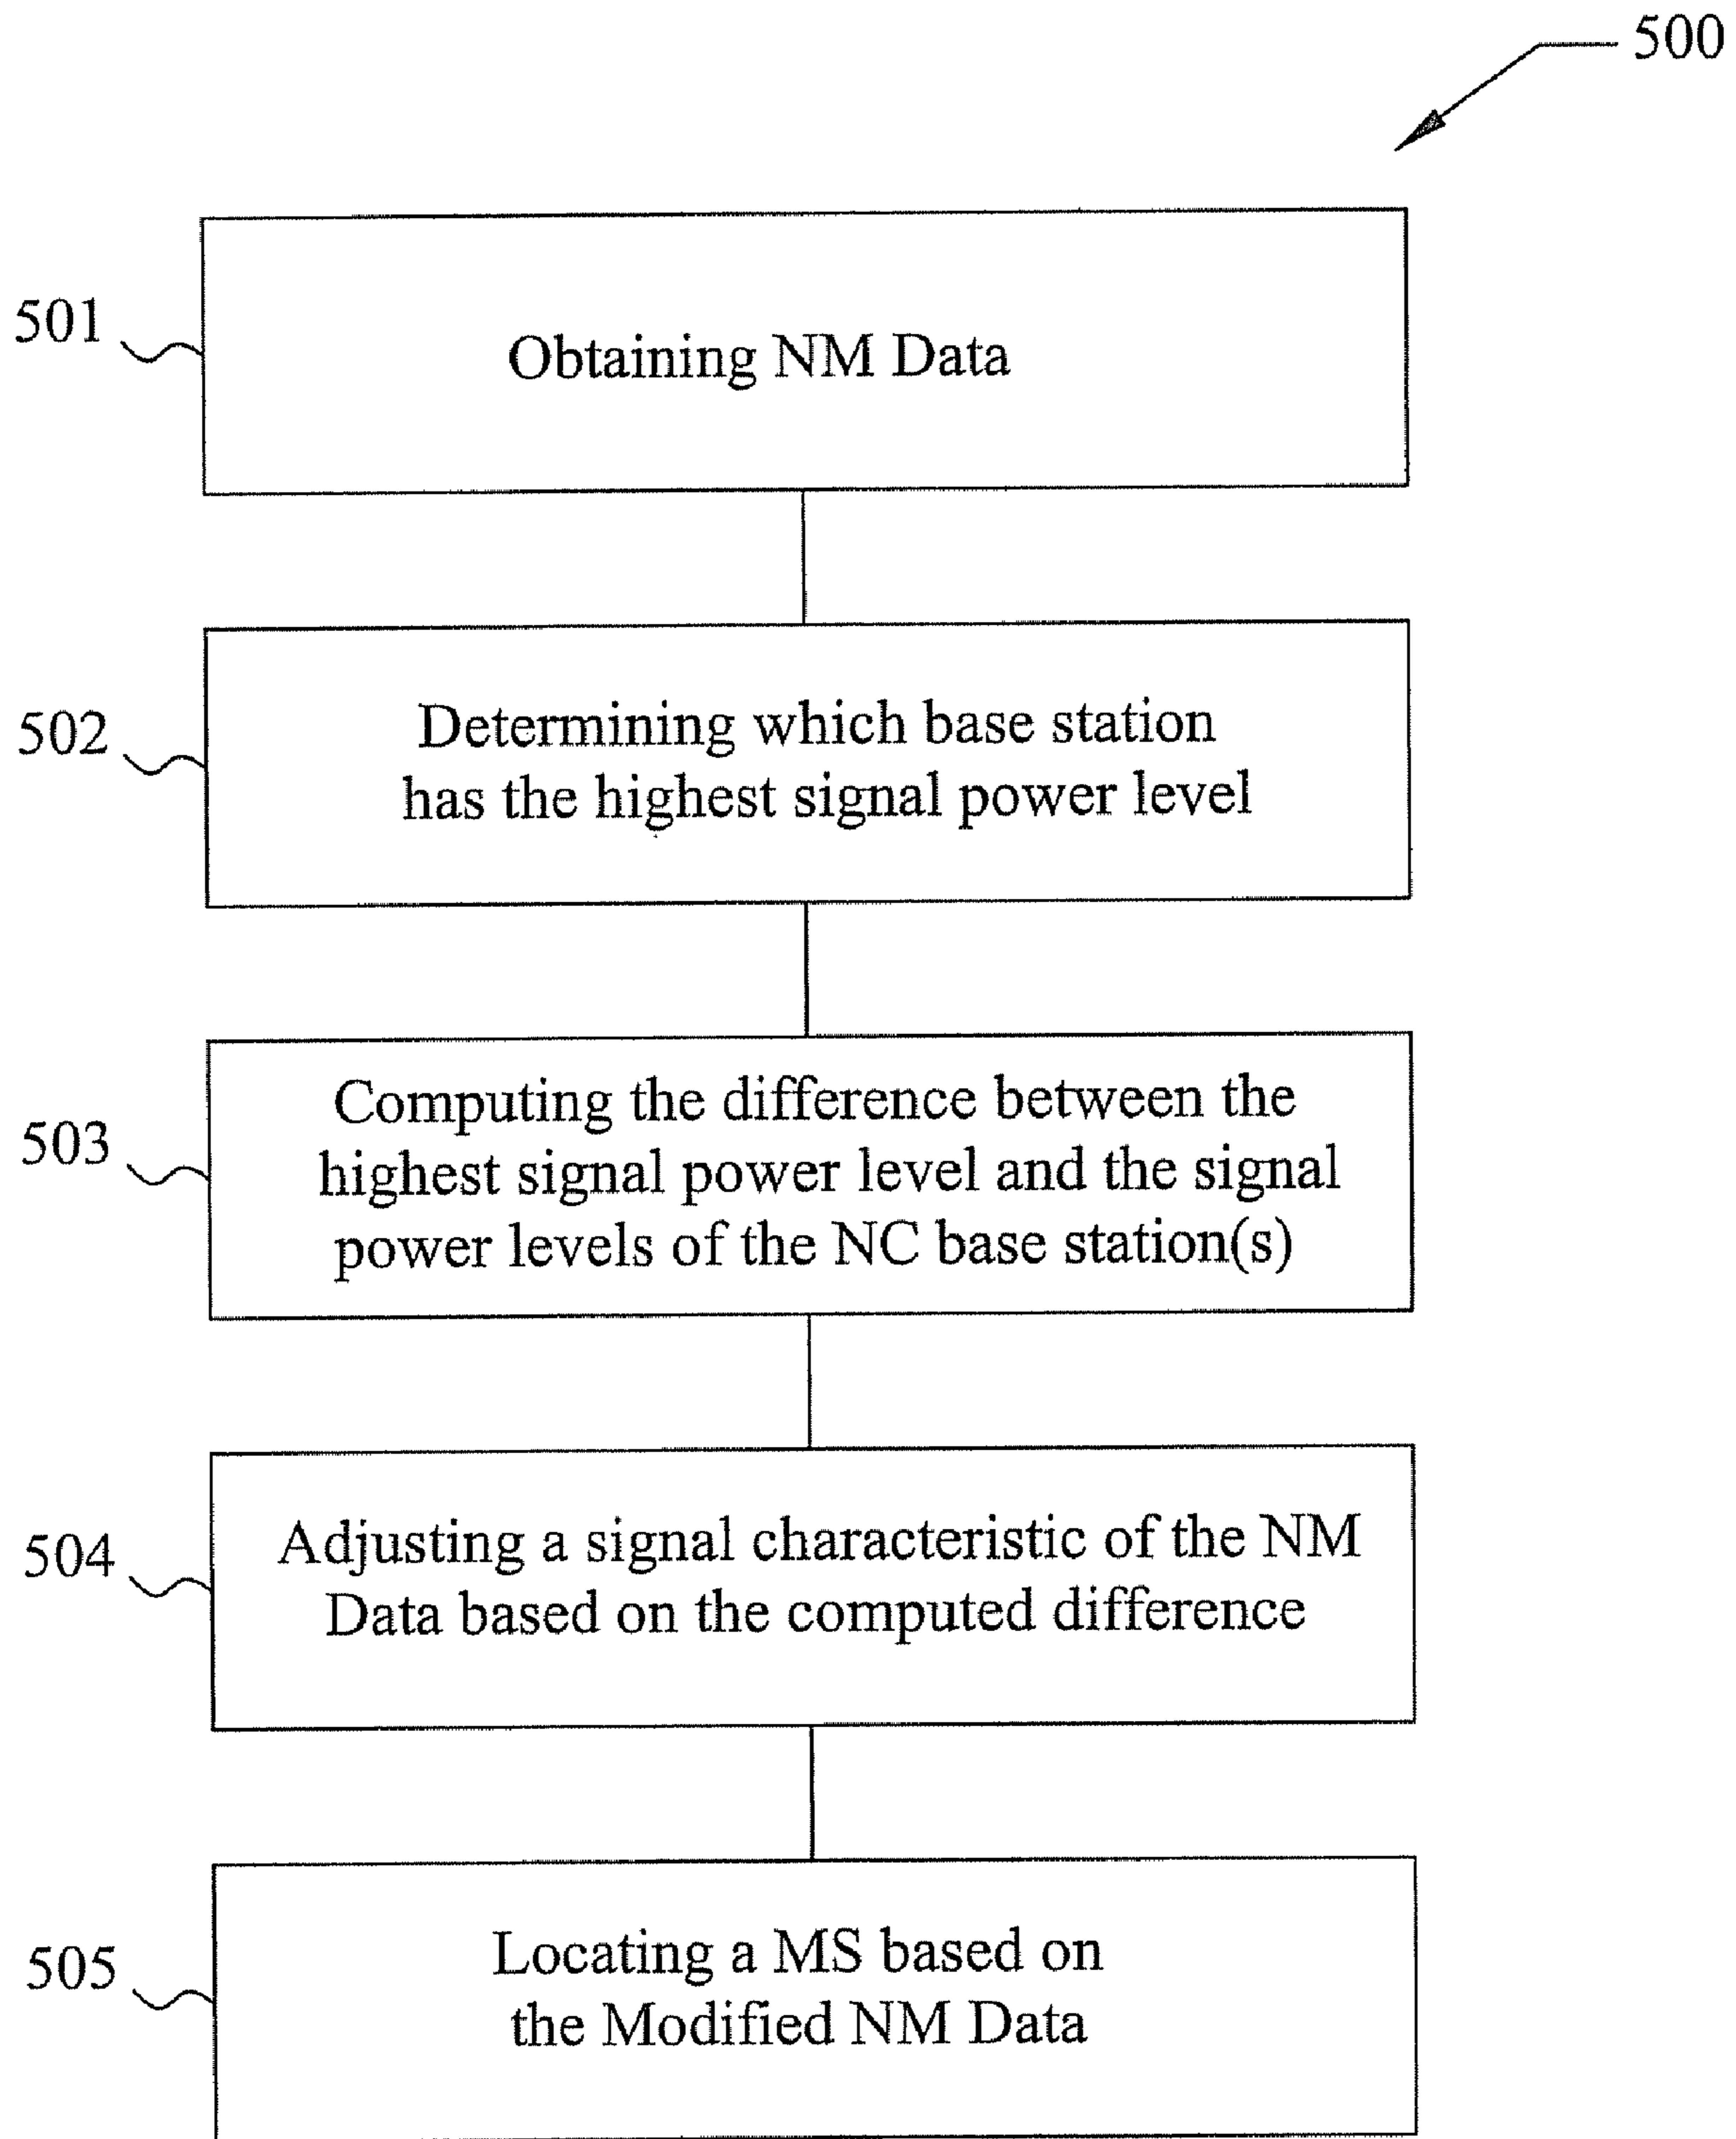 500
501
Obtaining NM Data
502
Determining which base station
has the highest signal power level
503
Computing the difference between the
highest signal power level and the signal
power levels of the NC base station(s)
504
Adjusting a signal characteristic of the NM
Data based on the computed difference
505
Locating a MS based on
the Modified NM Data